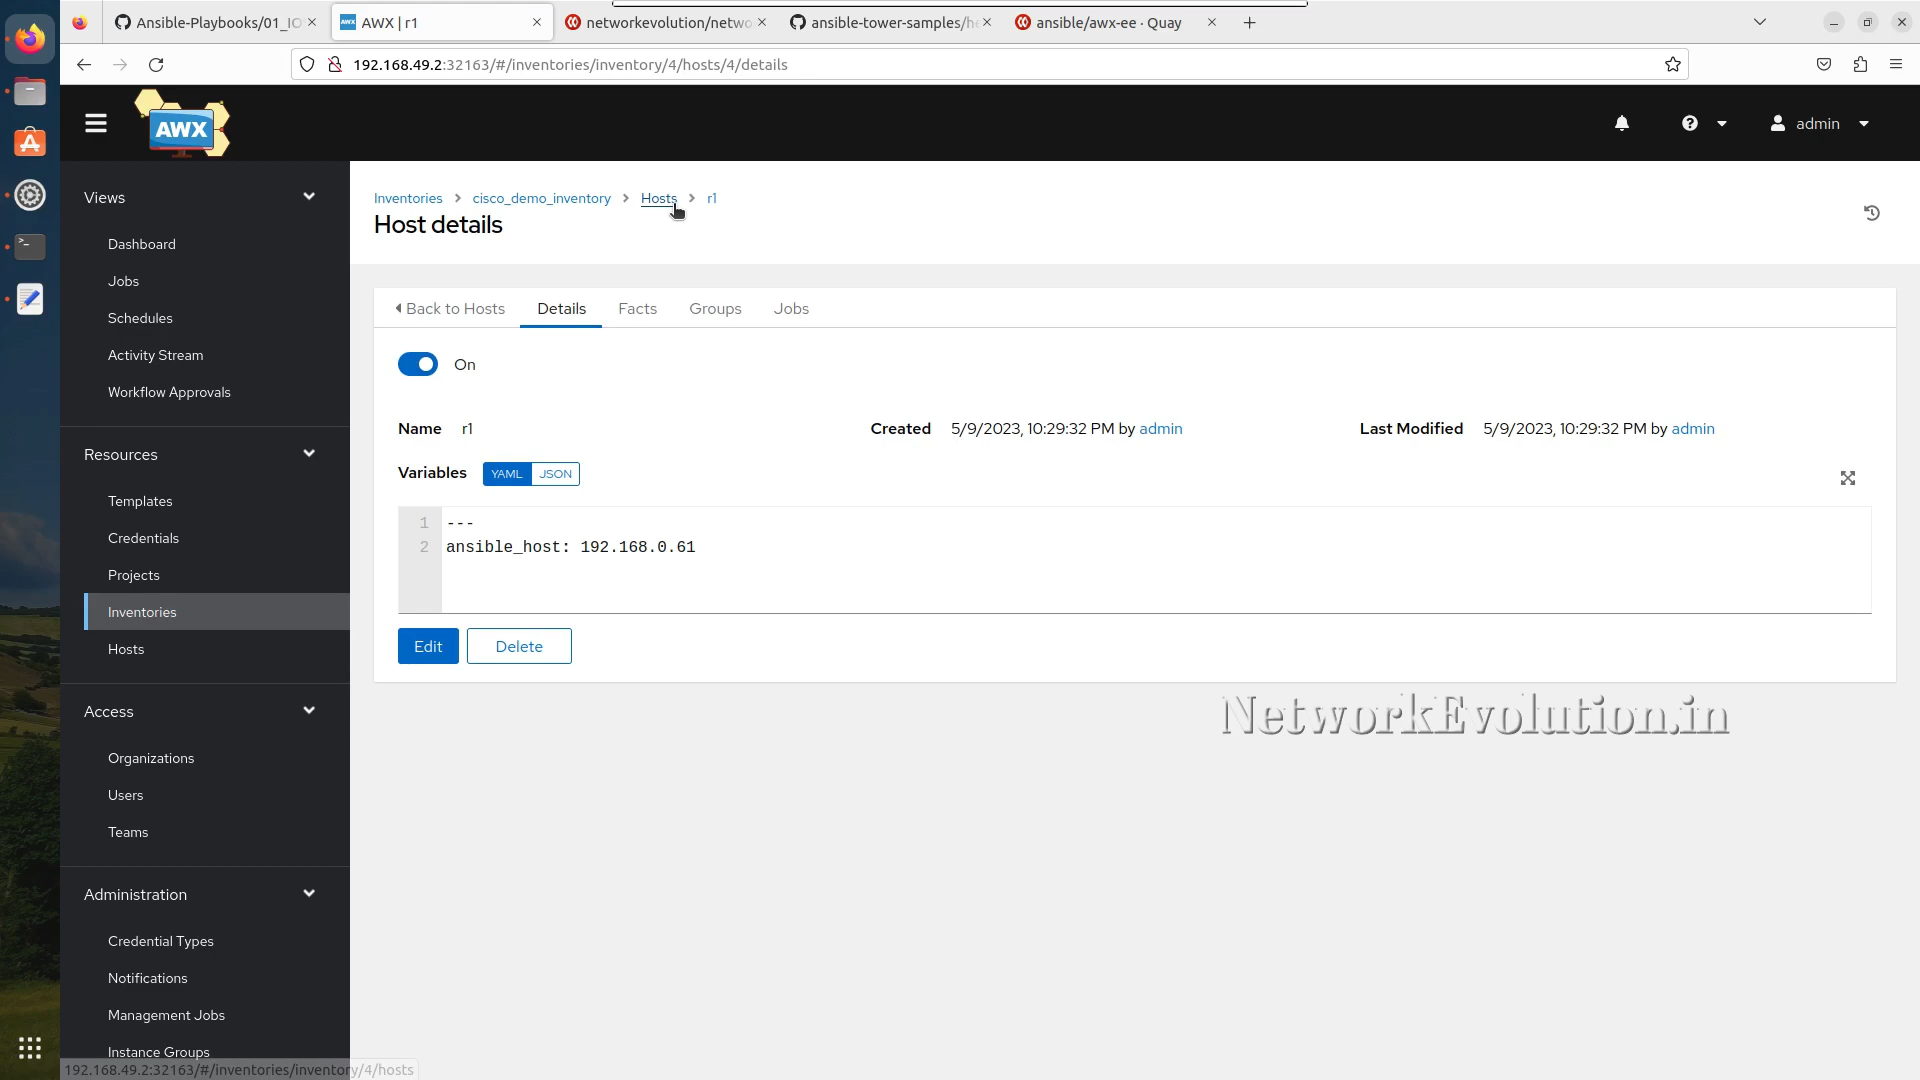 Ansible-Playbooks/01_IO
AWX | r1
networkevolution/netwo
ansible-tower-samples/he
ansible/awx-ee · Quay
192.168.49.2:32163/#/inventories/inventory/4/hosts/4/details
AWX
admin
Views
Dashboard
Jobs
Schedules
Activity Stream
Workflow Approvals
Resources
Templates
Credentials
Projects
Inventories
Hosts
Access
Organizations
Users
Teams
Administration
Credential Types
Notifications
Management Jobs
Instance Groups
Inventories > cisco_demo_inventory > Hosts > r1
Host details
Back to Hosts Details Facts Groups Jobs
On
Name r1 Created 5/9/2023, 10:29:32 PM by admin Last Modified 5/9/2023, 10:29:32 PM by admin
Variables YAML JSON
1 ---
2 ansible_host: 192.168.0.61
Edit Delete
NetworkEvolution.in
192.168.49.2:32163/#/inventories/inventory/4/hosts